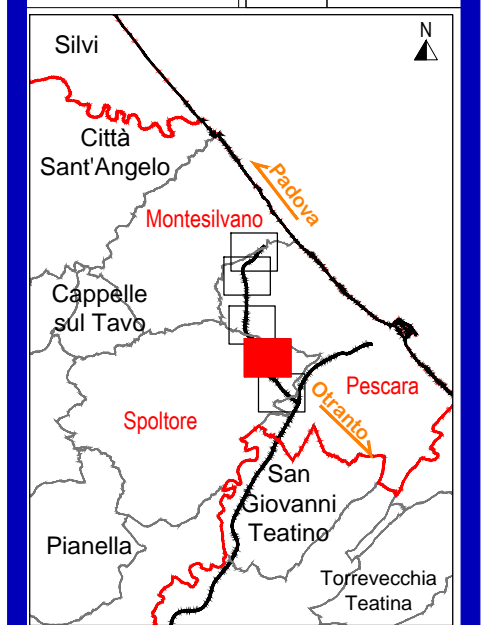 N
Silvi
Città
Sant'Angelo
Padova
Montesilvano
Cappelle
sul Tavo
Pescara
Otranto
Spoltore
San
Giovanni
Teatino
Pianella
Torrevecchia
Teatina